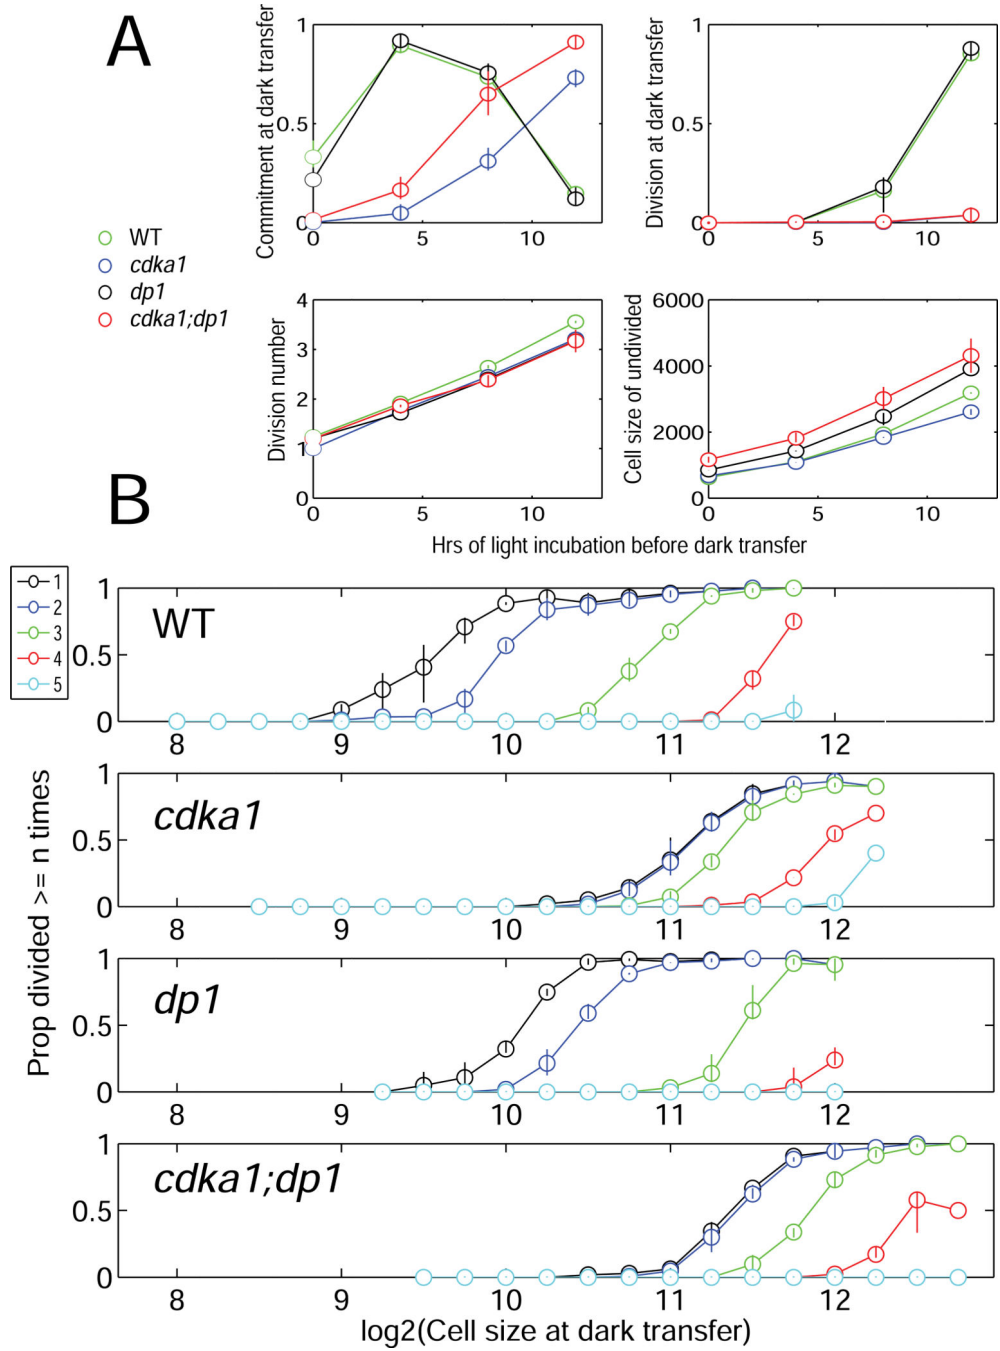 A
Commitment at dark transfer
1
0.5
0
0 5 10
Division at dark transfer
1
0.5
0
0 5 10
WT
cdka1
dp1
cdka1;dp1
Division number
4
3
2
1
0
0 5 10
Cell size of undivided
6000
4000
2000
0
0 5 10
Hrs of light incubation before dark transfer
B
1
2
3
4
5
Prop divided >= n times
WT
1
0.5
0
8 9 10 11 12
cdka1
1
0.5
0
8 9 10 11 12
dp1
1
0.5
0
8 9 10 11 12
cdka1;dp1
1
0.5
0
8 9 10 11 12
log2(Cell size at dark transfer)